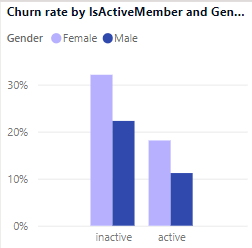 Churn rate by IsActiveMember and Gen...
Gender Female Male
30%
20%
10%
0%
inactive active